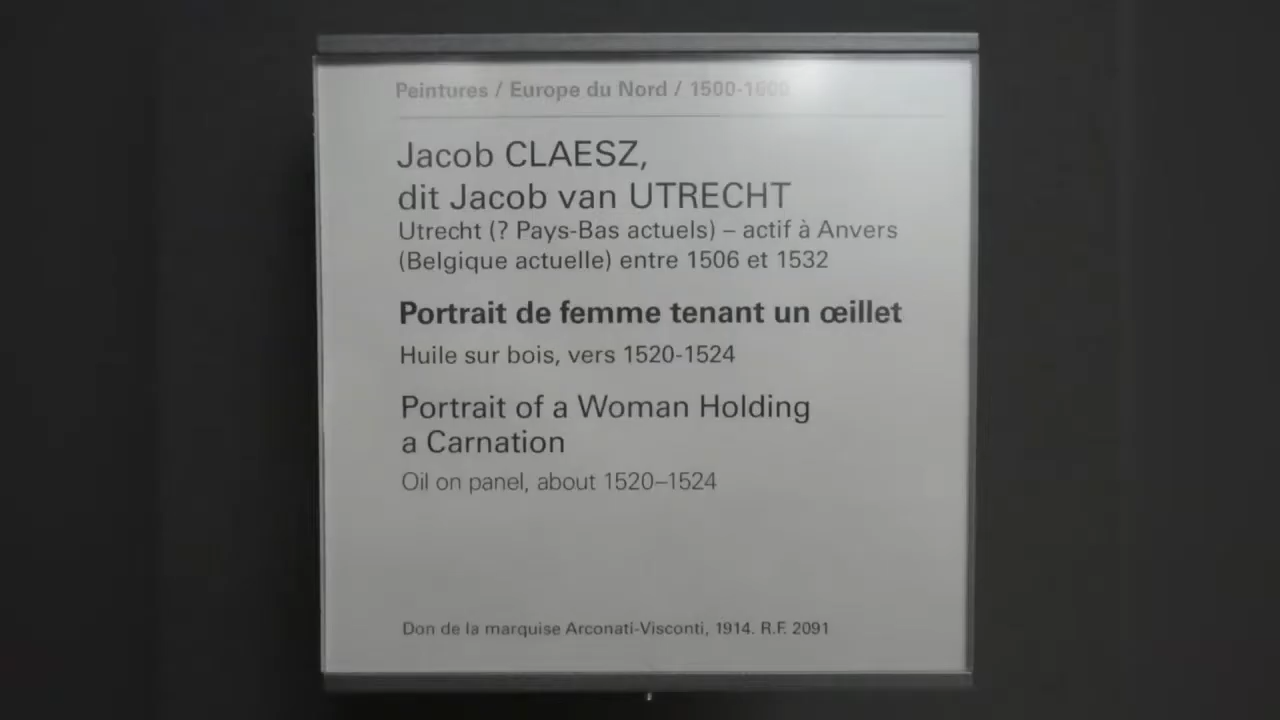 Peintures / Europe du Nord / 1500-1600
Jacob CLAESZ,
dit Jacob van UTRECHT
Utrecht (? Pays-Bas actuels) – actif à Anvers
(Belgique actuelle) entre 1506 et 1532
Portrait de femme tenant un œillet
Huile sur bois, vers 1520-1524
Portrait of a Woman Holding
a Carnation
Oil on panel, about 1520–1524
Don de la marquise Arconati-Visconti, 1914. R.F. 2091